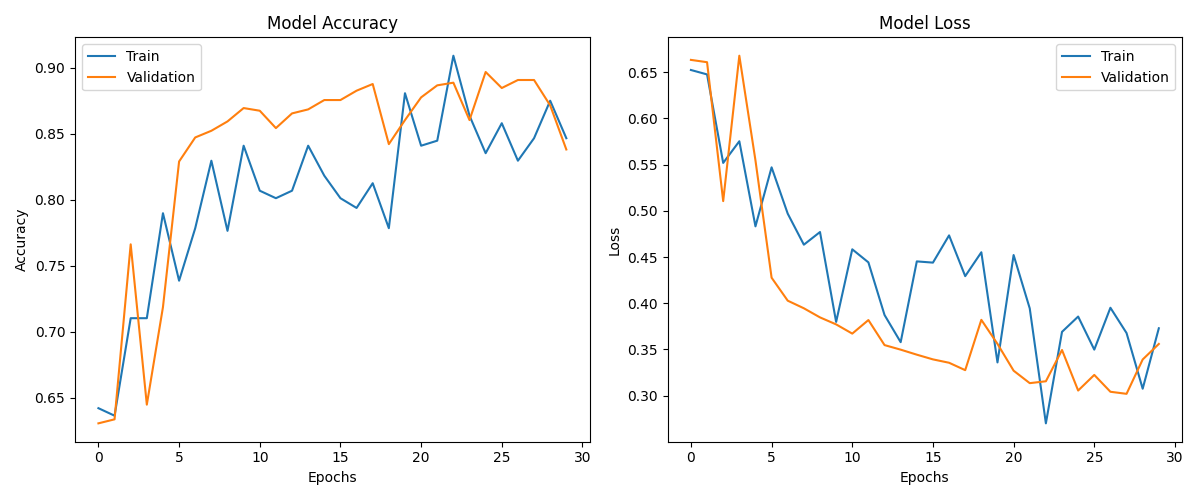 Model Accuracy
Train
Validation
0.90
0.85
0.80
0.75
0.70
0.65
Accuracy
0 5 10 15 20 25 30
Epochs
Model Loss
Train
Validation
0.65
0.60
0.55
0.50
0.45
0.40
0.35
0.30
Loss
0 5 10 15 20 25 30
Epochs